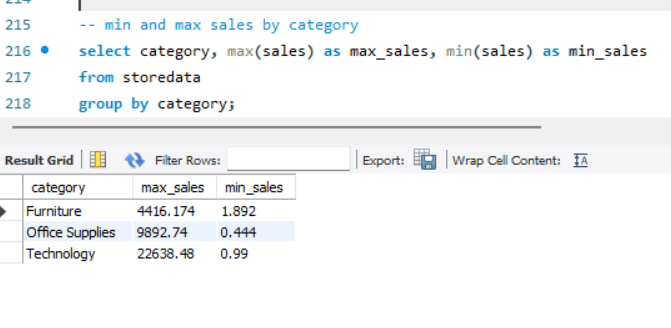 215 -- min and max sales by category
216 select category, max(sales) as max_sales, min(sales) as min_sales
217 from storedata
218 group by category;
Result Grid Filter Rows: Export: Wrap Cell Content: IA
category max_sales min_sales
Furniture 4416.174 1.892
Office Supplies 9892.74 0.444
Technology 22638.48 0.99